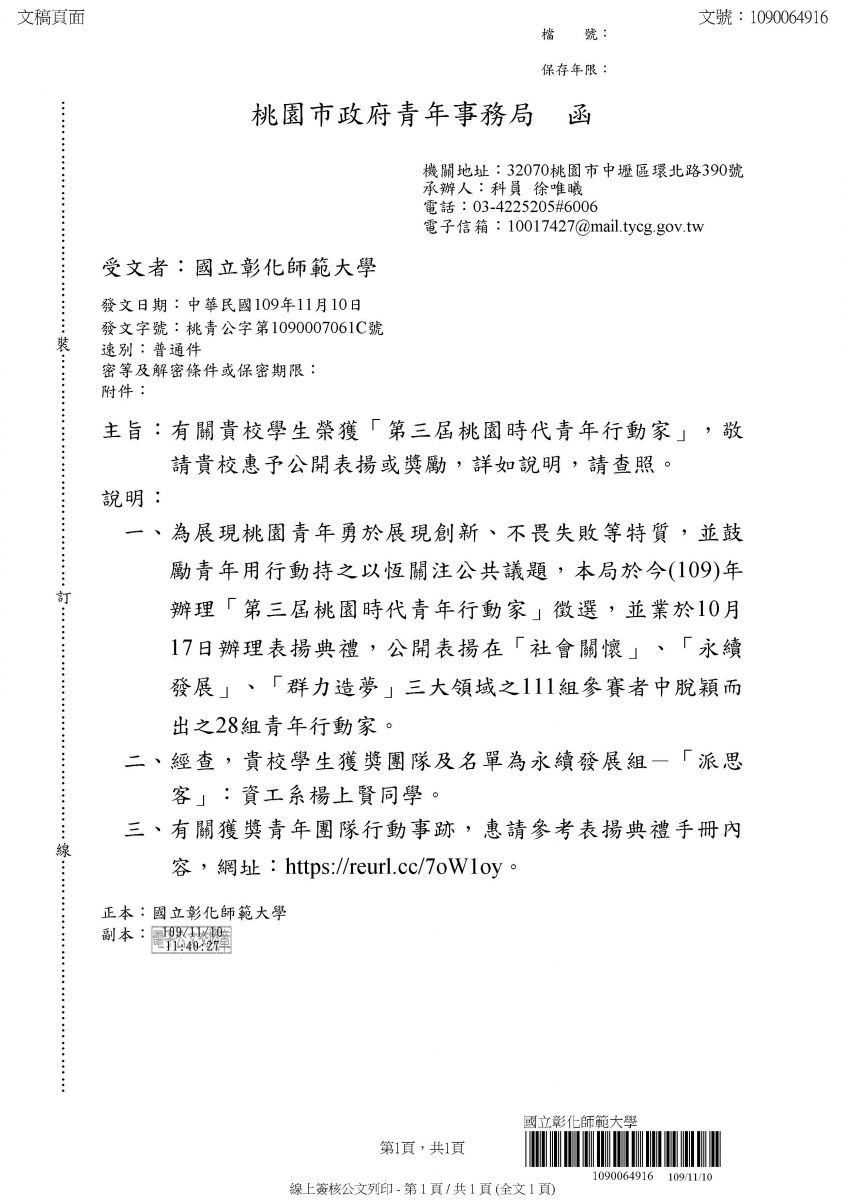 文稿頁面
文號：1090064916
檔　　號：
保存年限：
桃園市政府青年事務局　函
機關地址：32070桃園市中壢區環北路390號
承辦人：科員 徐唯曦
電話：03-4225205#6006
電子信箱：10017427@mail.tycg.gov.tw
受文者：國立彰化師範大學
發文日期：中華民國109年11月10日
發文字號：桃青公字第1090007061C號
速別：普通件
密等及解密條件或保密期限：
附件：
主旨：有關貴校學生榮獲「第三屆桃園時代青年行動家」，敬
請貴校惠予公開表揚或獎勵，詳如說明，請查照。
說明：
一、為展現桃園青年勇於展現創新、不畏失敗等特質，並鼓
勵青年用行動持之以恆關注公共議題，本局於今(109)年
辦理「第三屆桃園時代青年行動家」徵選，並業於10月
17日辦理表揚典禮，公開表揚在「社會關懷」、「永續
發展」、「群力造夢」三大領域之111組參賽者中脫穎而
出之28組青年行動家。
二、經查，貴校學生獲獎團隊及名單為永續發展組－「派思
客」：資工系楊上賢同學。
三、有關獲獎青年團隊行動事跡，惠請參考表揚典禮手冊內
容，網址：https://reurl.cc/7oW1oy。
正本：國立彰化師範大學
副本：
109/11/10
11:40:27
裝
訂
線
國立彰化師範大學
第1頁，共1頁
1090064916 109/11/10
線上簽核公文列印 - 第 1 頁 / 共 1 頁 (全文 1 頁)